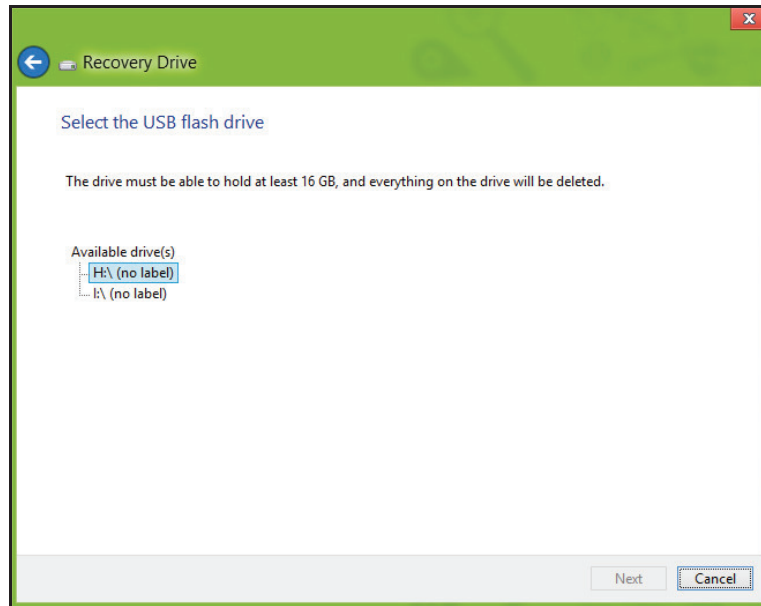 x
Recovery Drive
Select the USB flash drive
The drive must be able to hold at least 16 GB, and everything on the drive will be deleted.
Available drive(s)
H:\ (no label)
I:\ (no label)
Next Cancel